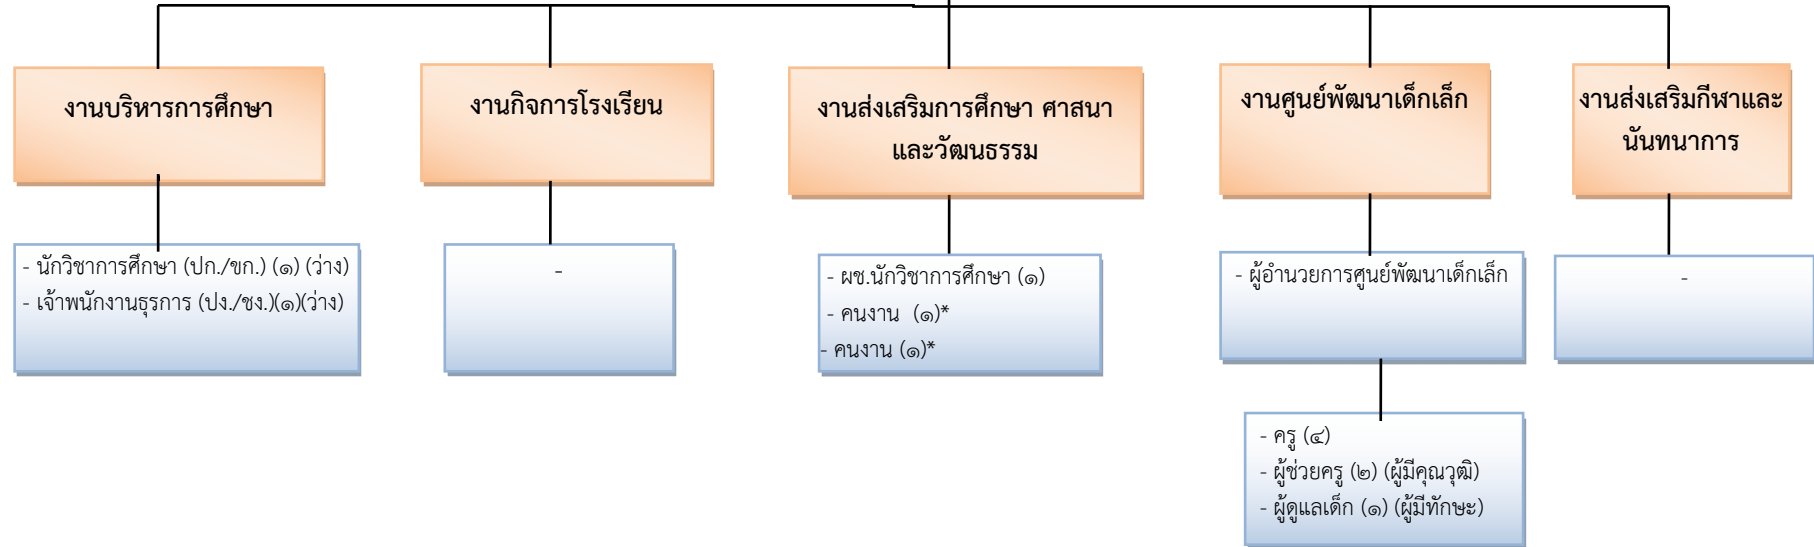 งานบริหารการศึกษา
งานกิจการโรงเรียน
งานส่งเสริมการศึกษา ศาสนา
และวัฒนธรรม
งานศูนย์พัฒนาเด็กเล็ก
งานส่งเสริมกีฬาและ
นันทนาการ
- นักวิชาการศึกษา (ปก./ชก.) (๑) (ว่าง)
- เจ้าพนักงานธุรการ (ปง./ชง.)(๑)(ว่าง)
-
- ผช.นักวิชาการศึกษา (๑)
- คนงาน (๑)*
- คนงาน (๑)*
- ผู้อำนวยการศูนย์พัฒนาเด็กเล็ก
-
- ครู (๔)
- ผู้ช่วยครู (๒) (ผู้มีคุณวุฒิ)
- ผู้ดูแลเด็ก (๑) (ผู้มีทักษะ)